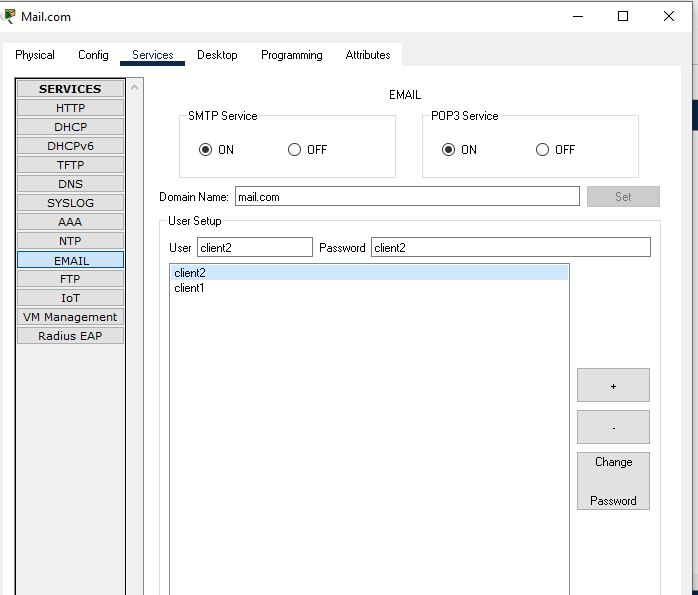 Mail.com
Physical Config Services Desktop Programming Attributes
SERVICES
HTTP
DHCP
DHCPv6
TFTP
DNS
SYSLOG
AAA
NTP
EMAIL
FTP
IoT
VM Management
Radius EAP
EMAIL
SMTP Service
ON OFF
POP3 Service
ON OFF
Domain Name: mail.com Set
User Setup
User client2 Password client2
client2
client1
+
-
Change
Password